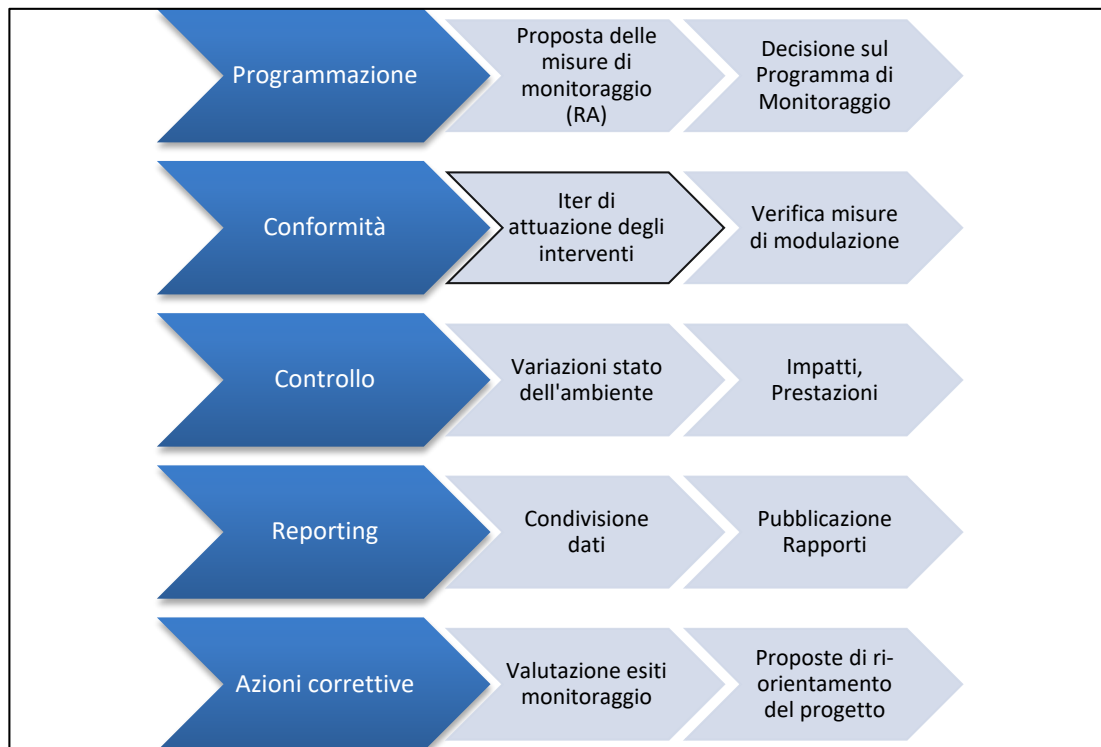 Programmazione
Proposta delle
misure di
monitoraggio
(RA)
Decisione sul
Programma di
Monitoraggio
Conformità
Iter di
attuazione degli
interventi
Verifica misure
di modulazione
Controllo
Variazioni stato
dell'ambiente
Impatti,
Prestazioni
Reporting
Condivisione
dati
Pubblicazione
Rapporti
Azioni correttive
Valutazione esiti
monitoraggio
Proposte di ri-
orientamento
del progetto